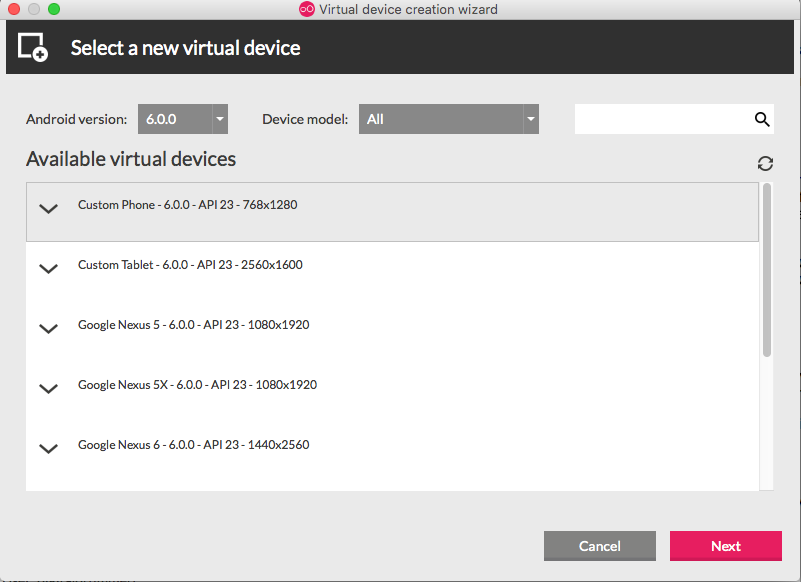 Virtual device creation wizard
Select a new virtual device
Android version: 6.0.0 Device model: All
Available virtual devices
Custom Phone - 6.0.0 - API 23 - 768x1280
Custom Tablet - 6.0.0 - API 23 - 2560x1600
Google Nexus 5 - 6.0.0 - API 23 - 1080x1920
Google Nexus 5X - 6.0.0 - API 23 - 1080x1920
Google Nexus 6 - 6.0.0 - API 23 - 1440x2560
Cancel Next